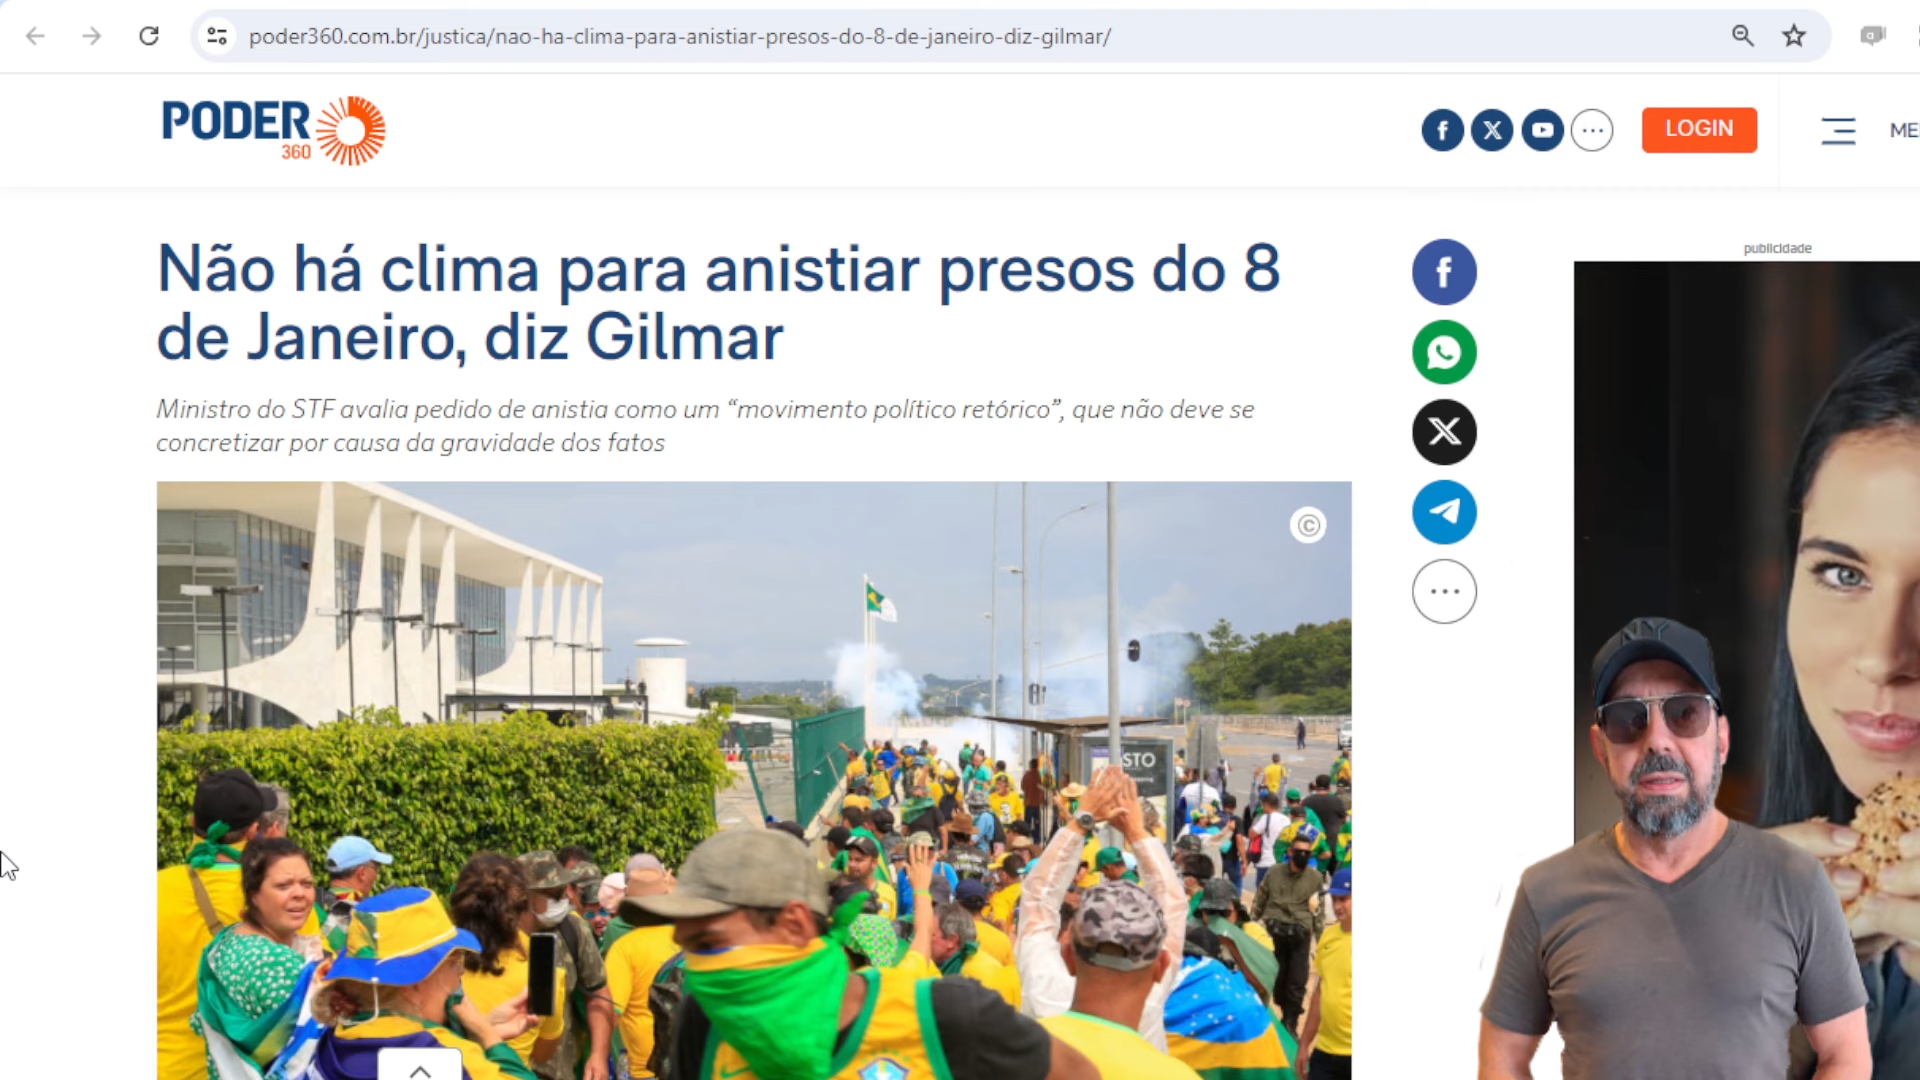 poder360.com.br/justica/nao-ha-clima-para-anistiar-presos-do-8-de-janeiro-diz-gilmar/
PODER
360
LOGIN
publicidade
Não há clima para anistiar presos do 8
de Janeiro, diz Gilmar
Ministro do STF avalia pedido de anistia como um “movimento político retórico”, que não deve se
concretizar por causa da gravidade dos fatos
©
STO
NY